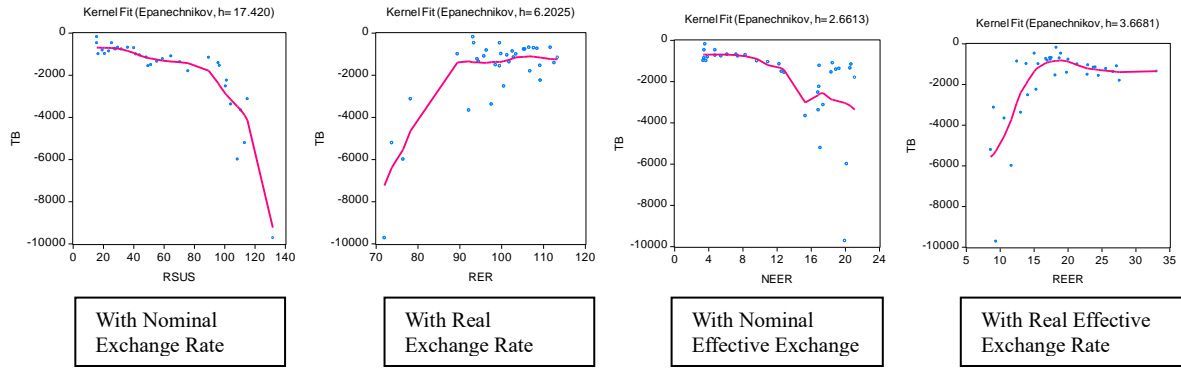 Kernel Fit (Epanechnikov, h= 17.420)
0
-2000
-4000
-6000
-8000
-10000
TB
0 20 40 60 80 100 120 140
RSUS
With Nominal
Exchange Rate
Kernel Fit (Epanechnikov, h= 6.2025)
0
-2000
-4000
-6000
-8000
-10000
TB
70 80 90 100 110 120
RER
With Real
Exchange Rate
Kernel Fit (Epanechnikov, h= 2.6613)
0
-2000
-4000
-6000
-8000
-10000
TB
0 4 8 12 16 20 24
NEER
With Nominal
Effective Exchange
Kernel Fit (Epanechnikov, h= 3.6681)
0
-2000
-4000
-6000
-8000
-10000
TB
5 10 15 20 25 30 35
REER
With Real Effective
Exchange Rate